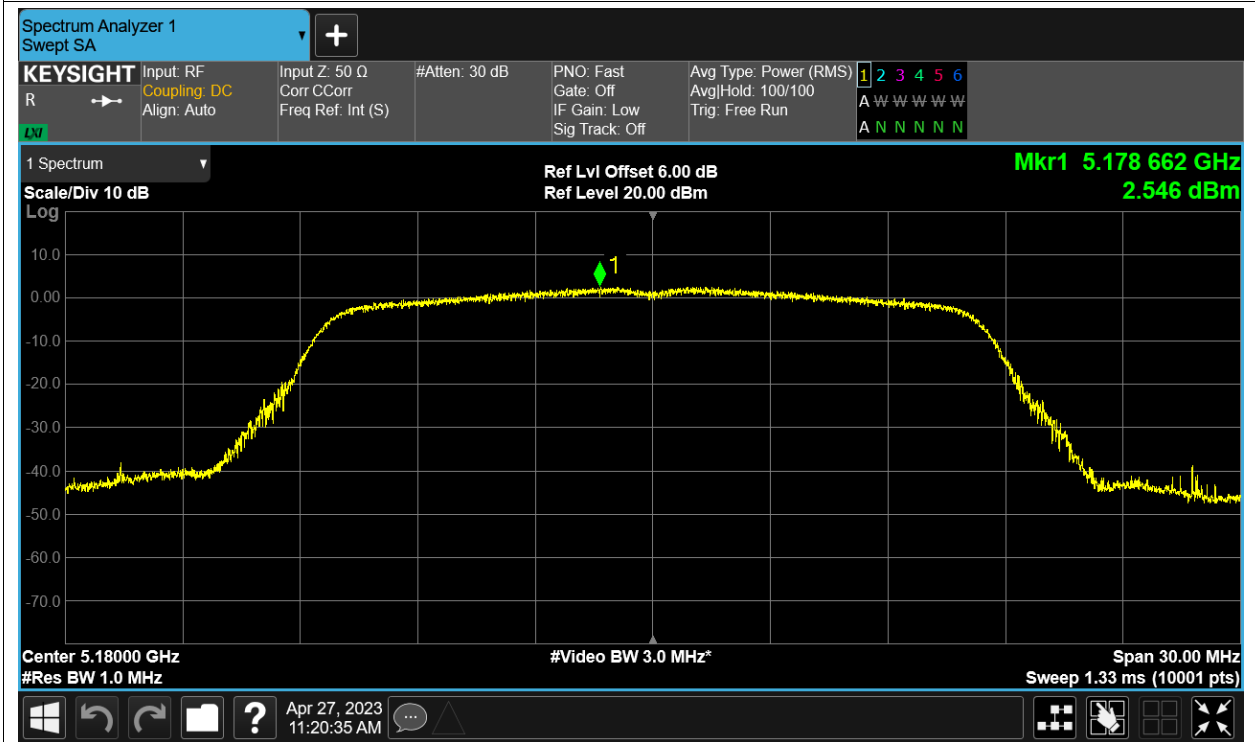 Spectrum Analyzer 1
Swept SA
KEYSIGHT
R
LXI
Input: RF
Coupling: DC
Align: Auto
Input Z: 50 Ω
Corr CCorr
Freq Ref: Int (S)
#Atten: 30 dB
PNO: Fast
Gate: Off
IF Gain: Low
Sig Track: Off
Avg Type: Power (RMS)
Avg|Hold: 100/100
Trig: Free Run
1 2 3 4 5 6
A W W W W W
A N N N N N
1 Spectrum
Scale/Div 10 dB
Log
Ref Lvl Offset 6.00 dB
Ref Level 20.00 dBm
Mkr1 5.178 662 GHz
2.546 dBm
1
10.0
0.00
-10.0
-20.0
-30.0
-40.0
-50.0
-60.0
-70.0
Center 5.18000 GHz
#Res BW 1.0 MHz
#Video BW 3.0 MHz*
Span 30.00 MHz
Sweep 1.33 ms (10001 pts)
?
Apr 27, 2023
11:20:35 AM